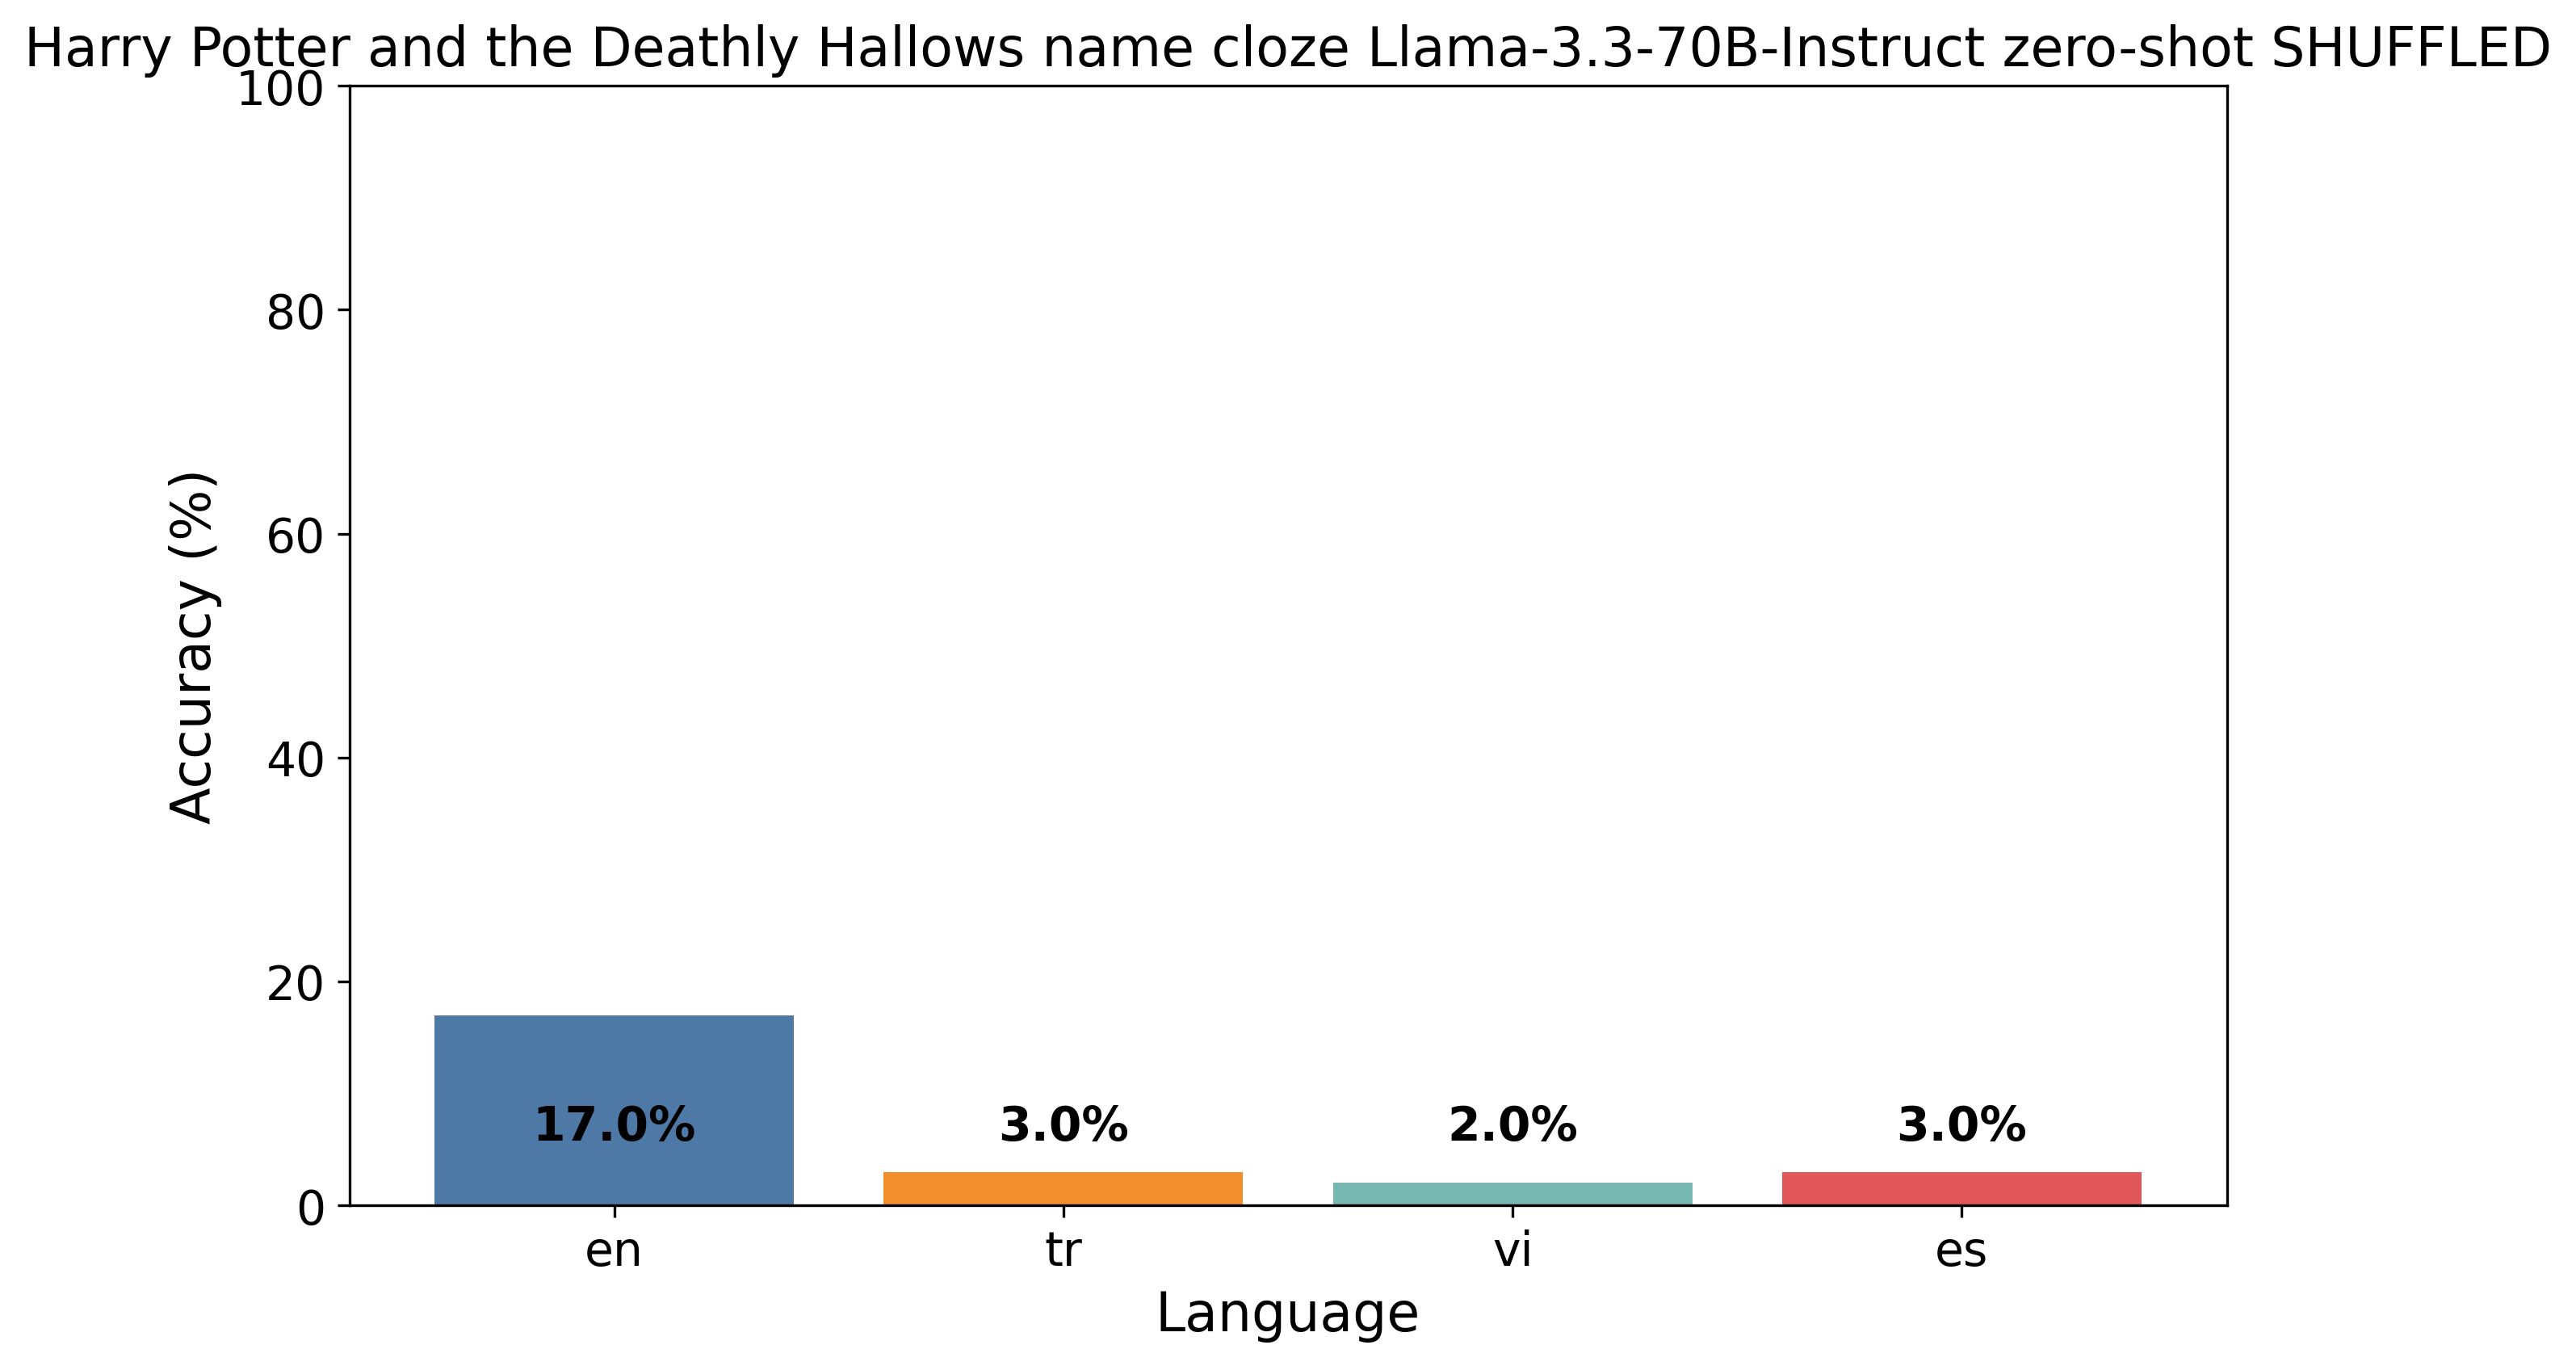 Harry Potter and the Deathly Hallows name cloze Llama-3.3-70B-Instruct zero-shot SHUFFLED
100
80
60
40
20
0
Accuracy (%)
17.0%
3.0%
2.0%
3.0%
en
tr
vi
es
Language